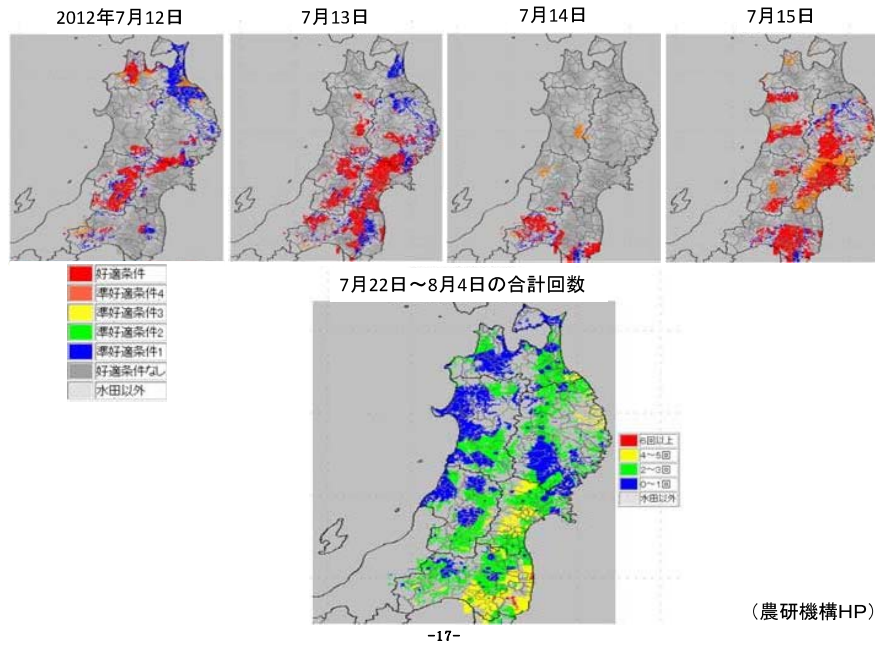 2012年7月12日
7月13日
7月14日
7月15日
好適条件
準好適条件4
準好適条件3
準好適条件2
準好適条件1
好適条件なし
水田以外
7月22日~8月4日の合計回数
6回以上
4~5回
2~3回
0~1回
水田以外
(農研機構HP)
-17-